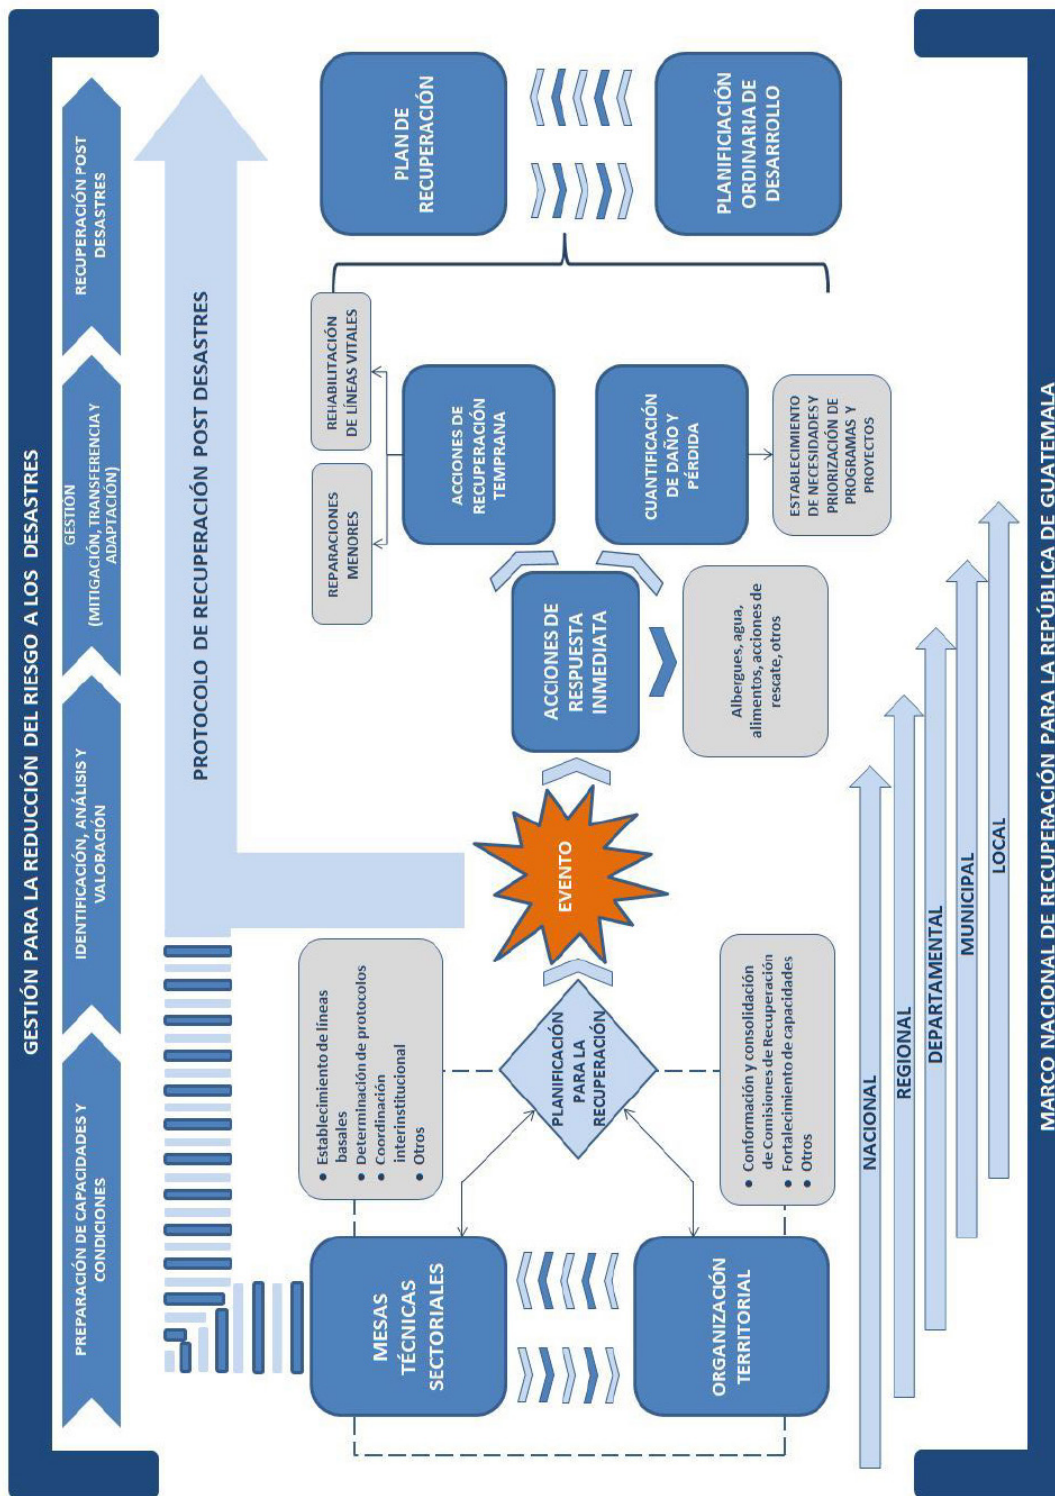 GESTIÓN PARA LA REDUCCIÓN DEL RIESGO A LOS DESASTRES
PREPARACIÓN DE CAPACIDADES Y
CONDICIONES
IDENTIFICACIÓN, ANÁLISIS Y
VALORACIÓN
GESTIÓN
(MITIGACIÓN, TRANSFERENCIA Y
ADAPTACIÓN)
RECUPERACIÓN POST
DESASTRES
PROTOCOLO DE RECUPERACIÓN POST DESASTRES
MESAS
TÉCNICAS
SECTORIALES
ORGANIZACIÓN
TERRITORIAL
• Establecimiento de líneas
basales
• Determinación de protocolos
• Coordinación
interinstitucional
• Otros
PLANIFICACIÓN
PARA LA
RECUPERACIÓN
• Conformación y consolidación
de Comisiones de Recuperación
• Fortalecimiento de capacidades
• Otros
EVENTO
ACCIONES DE
RESPUESTA
INMEDIATA
Albergues, agua,
alimentos, acciones de
rescate, otros
REPARACIONES
MENORES
REHABILITACIÓN
DE LÍNEAS VITALES
ACCIONES DE
RECUPERACIÓN
TEMPRANA
CUANTIFICACIÓN
DE DAÑO Y
PÉRDIDA
ESTABLECIMIENTO
DE NECESIDADES Y
PRIORIZACIÓN DE
PROGRAMAS Y
PROYECTOS
PLAN DE
RECUPERACIÓN
PLANIFICIACIÓN
ORDINARIA DE
DESARROLLO
NACIONAL
REGIONAL
DEPARTAMENTAL
MUNICIPAL
LOCAL
MARCO NACIONAL DE RECUPERACIÓN PARA LA REPÚBLICA DE GUATEMALA